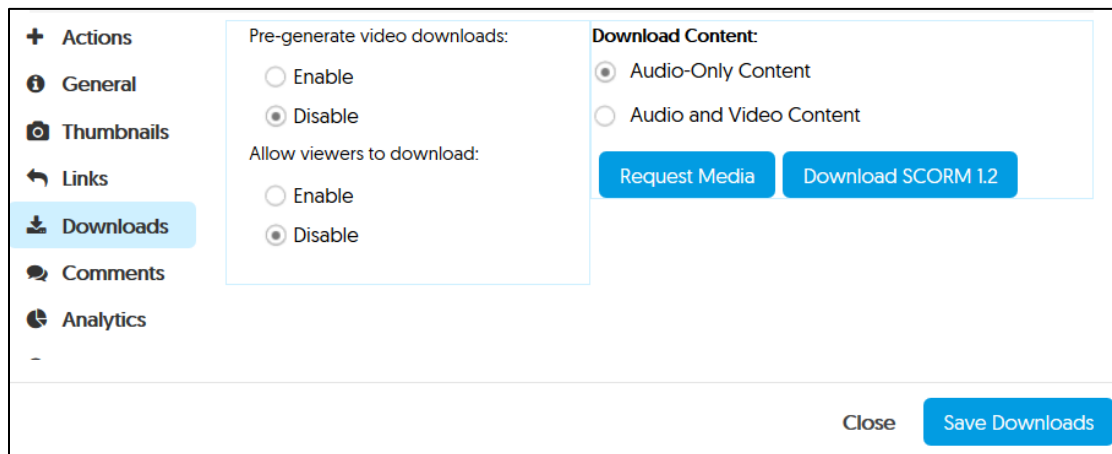 Actions
General
Thumbnails
Links
Downloads
Comments
Analytics
Pre-generate video downloads:
Enable
Disable
Allow viewers to download:
Enable
Disable
Download Content:
Audio-Only Content
Audio and Video Content
Request Media
Download SCORM 1.2
Close
Save Downloads